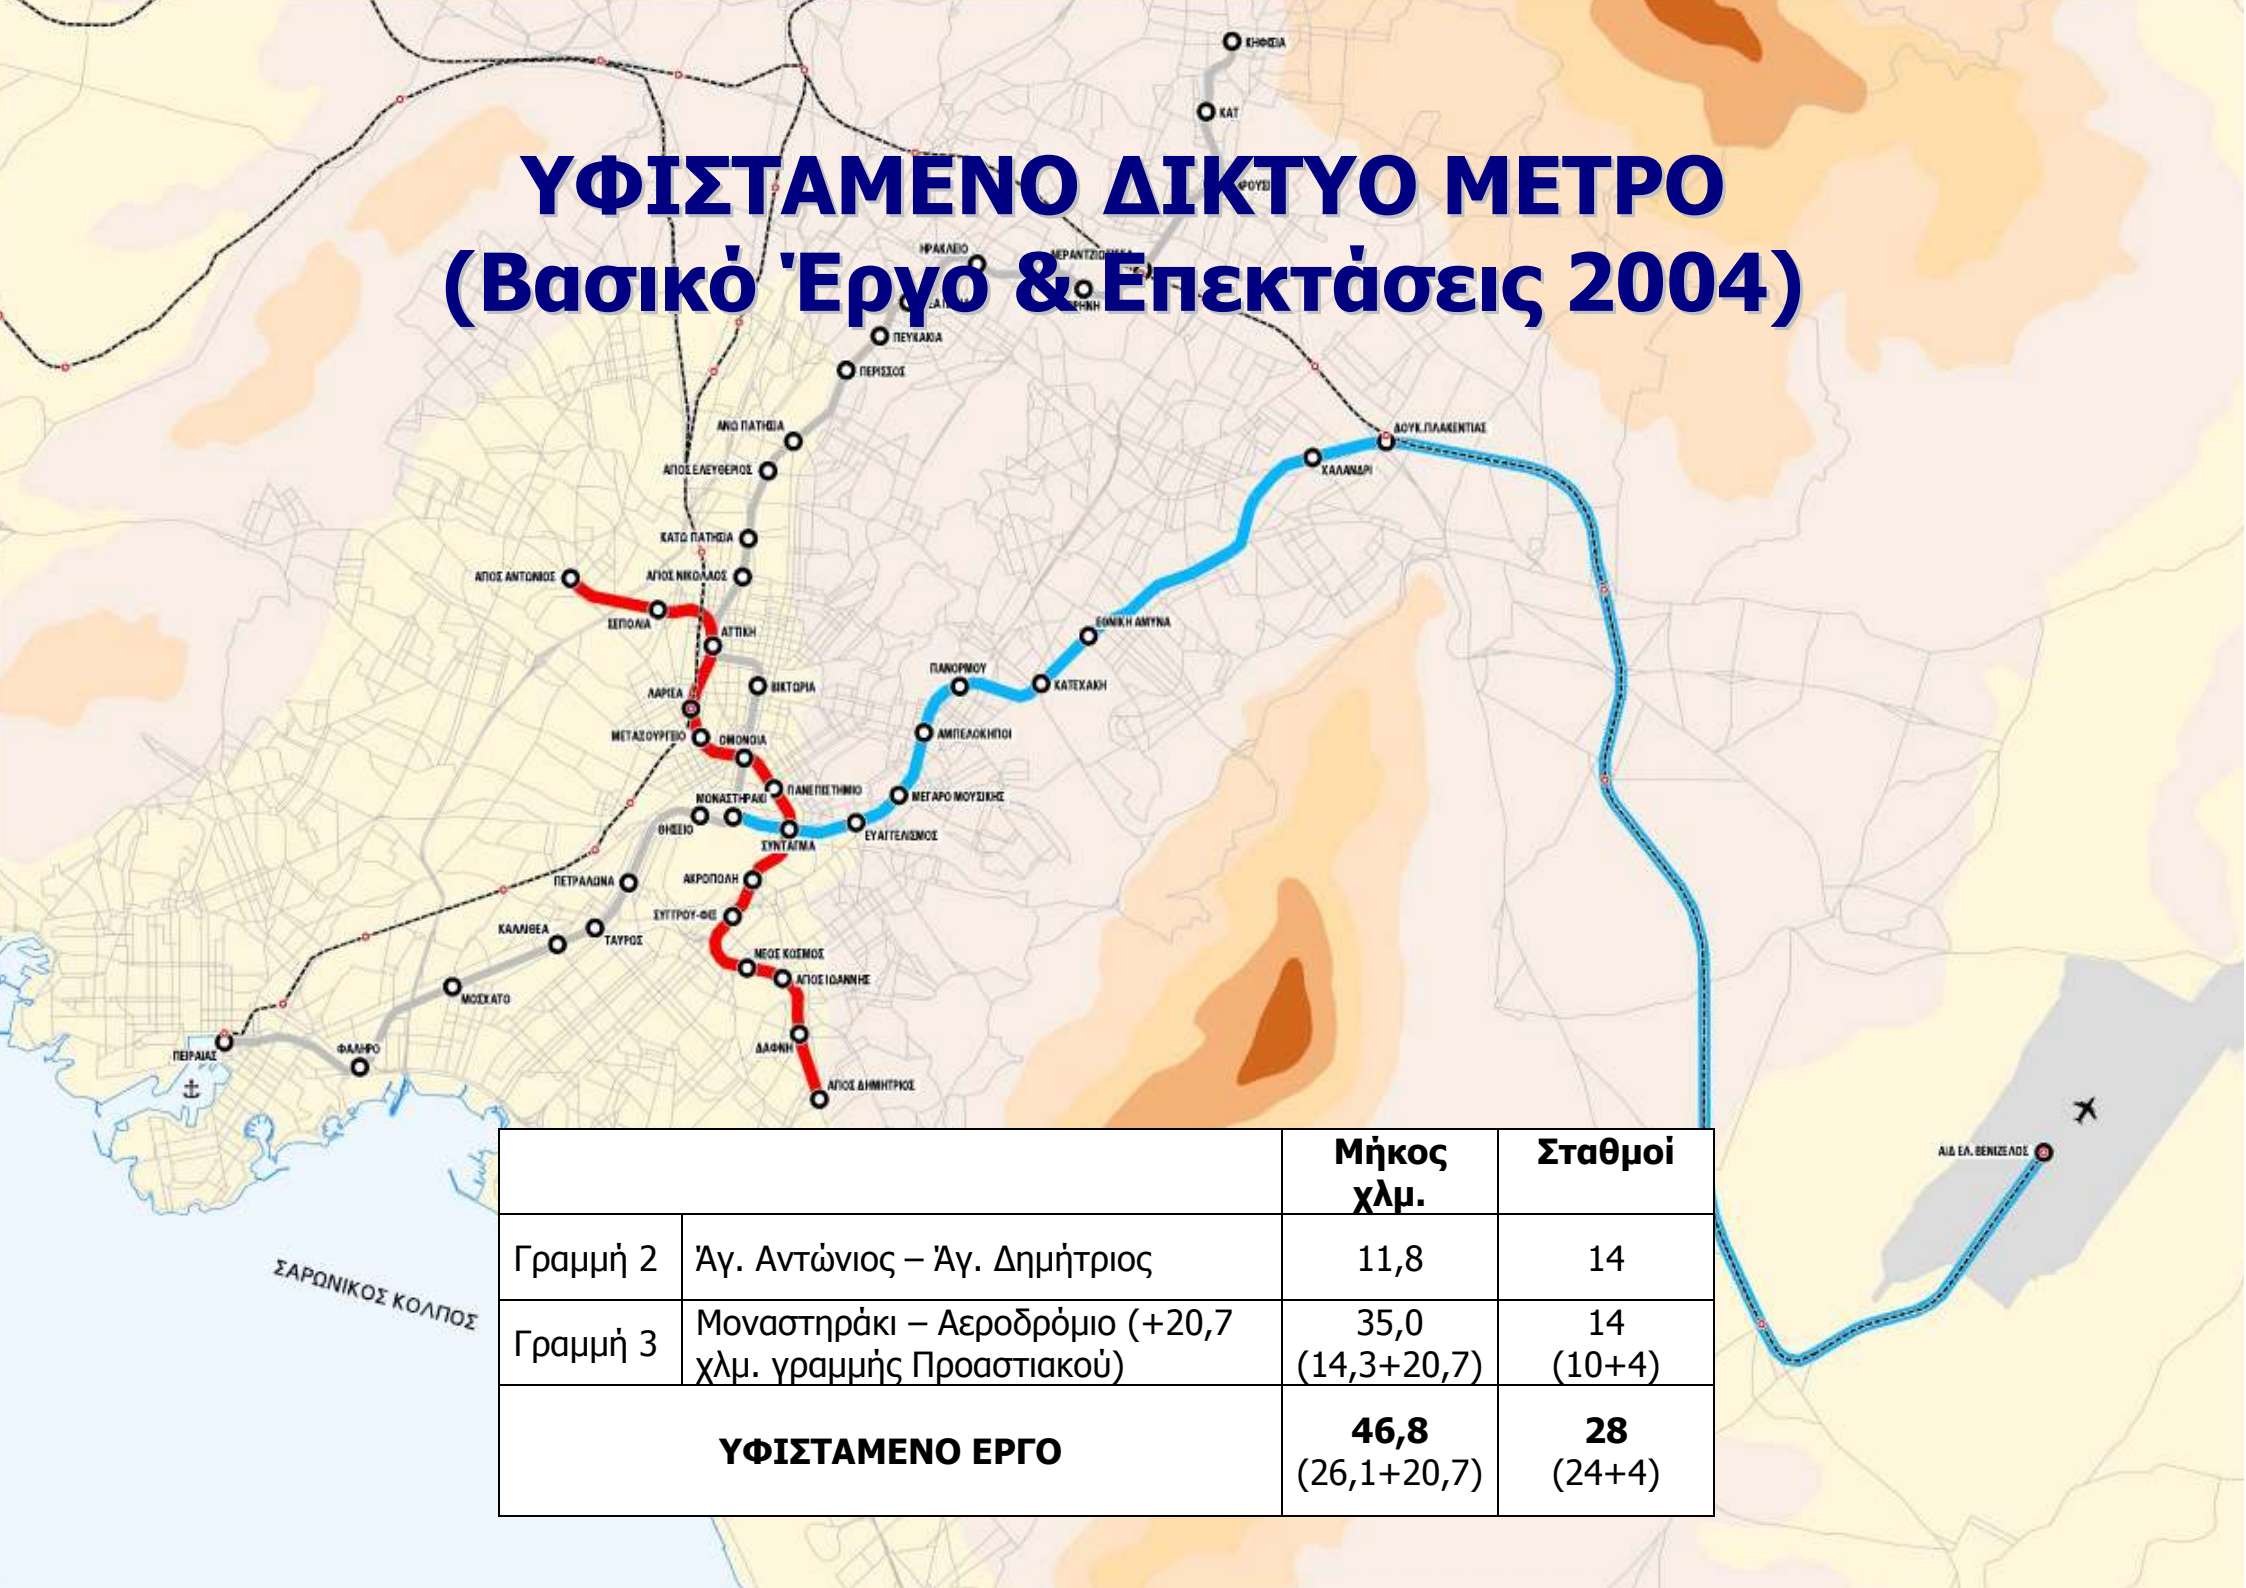 ΚΗΦΙΣΙΑ
ΚΑΤ
ΥΦΙΣΤΑΜΕΝΟ ΔΙΚΤΥΟ ΜΕΤΡΟ
(Βασικό Έργο & Επεκτάσεις 2004)
ΗΡΑΚΛΕΙΟ
ΠΕΥΚΑΚΙΑ
ΠΕΡΙΣΣΟΣ
ΑΝΩ ΠΑΤΗΣΙΑ
ΔΟΥΚ.ΠΛΑΚΕΝΤΙΑΣ
ΑΓΙΟΣ ΕΛΕΥΘΕΡΙΟΣ
ΧΑΛΑΝΔΡΙ
ΚΑΤΩ ΠΑΤΗΣΙΑ
ΑΓΙΟΣ ΑΝΤΩΝΙΟΣ
ΑΓΙΟΣ ΝΙΚΟΛΑΟΣ
ΣΕΠΟΛΙΑ
ΑΤΤΙΚΗ
ΕΘΝΙΚΗ ΑΜΥΝΑ
ΠΑΝΟΡΜΟΥ
ΚΑΤΕΧΑΚΗ
ΛΑΡΙΣΑ
ΒΙΚΤΩΡΙΑ
ΜΕΤΑΞΟΥΡΓΕΙΟ
ΟΜΟΝΟΙΑ
ΑΜΠΕΛΟΚΗΠΟΙ
ΠΑΝΕΠΙΣΤΗΜΙΟ
ΜΟΝΑΣΤΗΡΑΚΙ
ΜΕΓΑΡΟ ΜΟΥΣΙΚΗΣ
ΘΗΣΕΙΟ
ΕΥΑΓΓΕΛΙΣΜΟΣ
ΣΥΝΤΑΓΜΑ
ΠΕΤΡΑΛΩΝΑ
ΑΚΡΟΠΟΛΗ
ΣΥΓΓΡΟΥ-ΦΙΞ
ΚΑΛΛΙΘΕΑ
ΤΑΥΡΟΣ
ΝΕΟΣ ΚΟΣΜΟΣ
ΑΓΙΟΣ ΙΩΑΝΝΗΣ
ΜΟΣΧΑΤΟ
ΔΑΦΝΗ
ΦΑΛΗΡΟ
ΠΕΙΡΑΙΑΣ
ΑΓΙΟΣ ΔΗΜΗΤΡΙΟΣ
ΑΙΔ ΕΛ. ΒΕΝΙΖΕΛΟΣ
ΣΑΡΩΝΙΚΟΣ ΚΟΛΠΟΣ
Μήκος Σταθμοί
χλμ.
Γραμμή 2 Άγ. Αντώνιος – Άγ. Δημήτριος 11,8 14
Γραμμή 3 Μοναστηράκι – Αεροδρόμιο (+20,7 35,0 14
χλμ. γραμμής Προαστιακού) (14,3+20,7) (10+4)
ΥΦΙΣΤΑΜΕΝΟ ΕΡΓΟ 46,8 28
(26,1+20,7) (24+4)